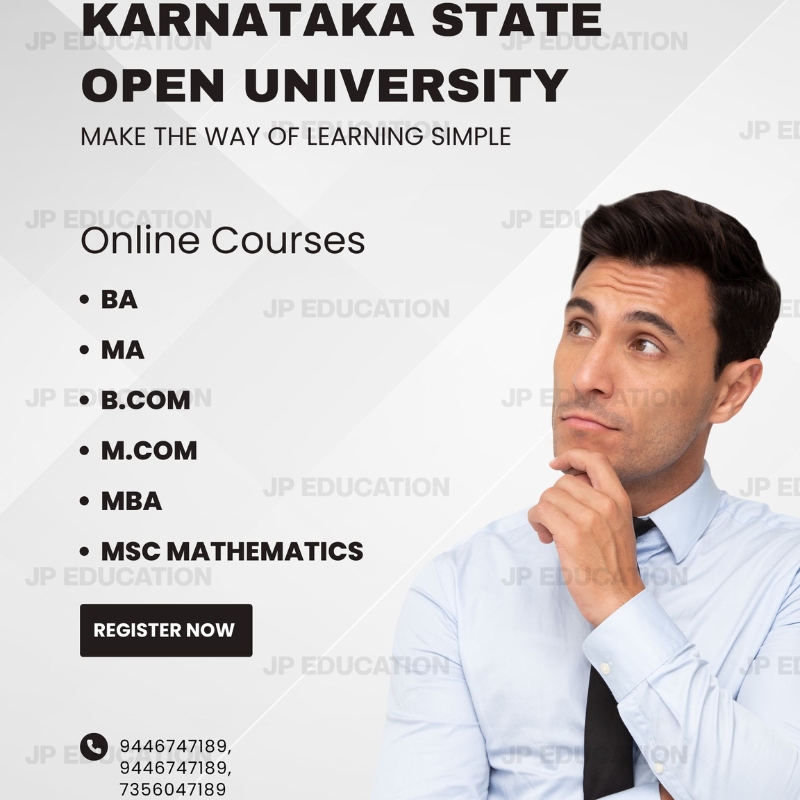 KARNATAKA STATE
OPEN UNIVERSITY
MAKE THE WAY OF LEARNING SIMPLE
Online Courses
• BA
• MA
• B.COM
• M.COM
• MBA
• MSC MATHEMATICS
REGISTER NOW
9446747189,
9446747189,
7356047189
JP EDUCATION